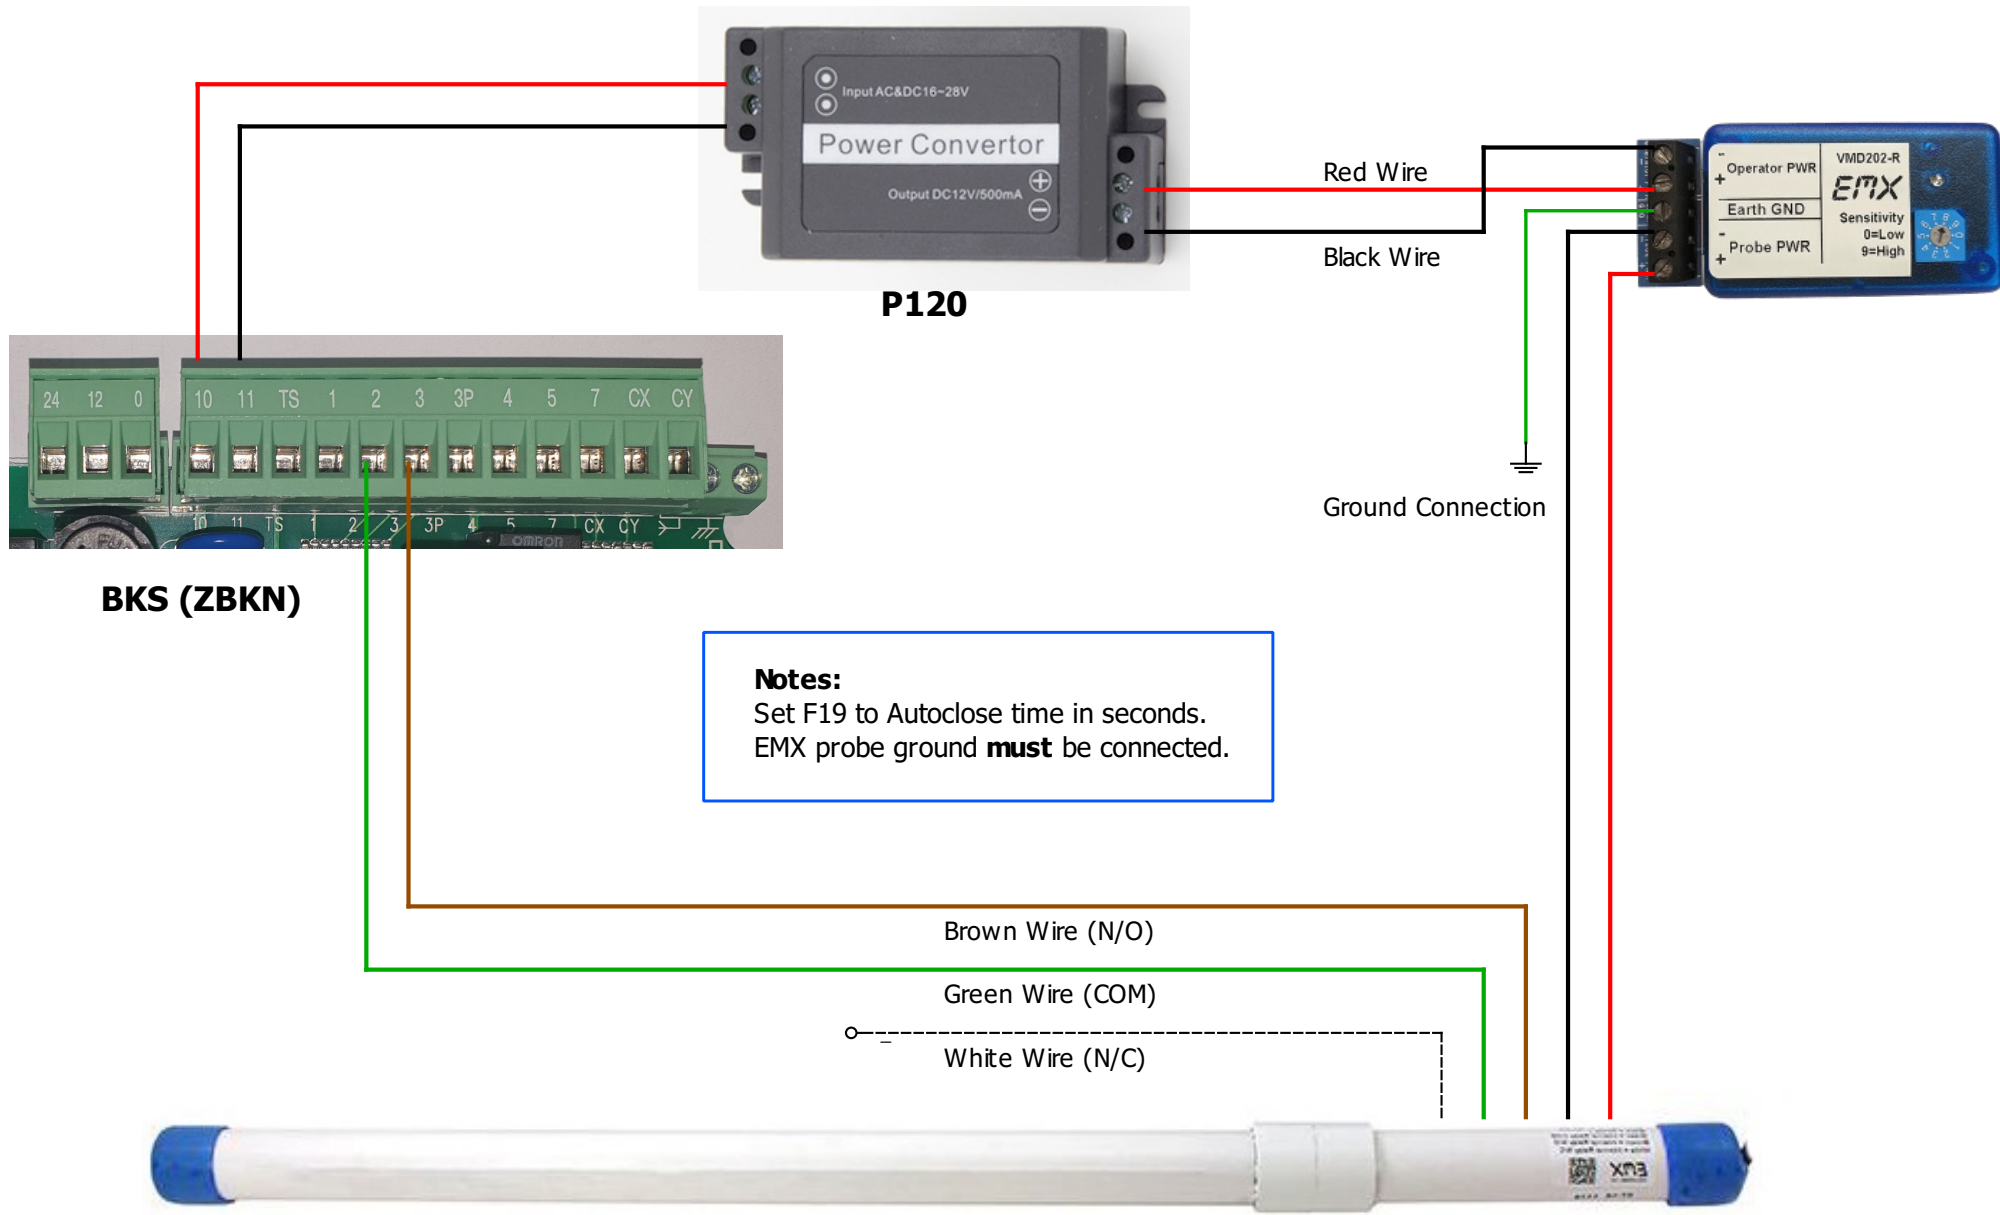 Input AC&DC16~28V
Power Convertor
Output DC12V/500mA
P120
Red Wire
Black Wire
- Operator PWR
+
Earth GND
- Probe PWR
+
VMD202-R
EMX
Sensitivity
0=Low
9=High
24 12 0 10 11 TS 1 2 3 3P 4 5 7 CX CY
10 11 TS 1 2 3 3P 4 5 7 CX CY
OMRON
Ground Connection
BKS (ZBKN)
Notes:
Set F19 to Autoclose time in seconds.
EMX probe ground must be connected.
Brown Wire (N/O)
Green Wire (COM)
White Wire (N/C)
EMX